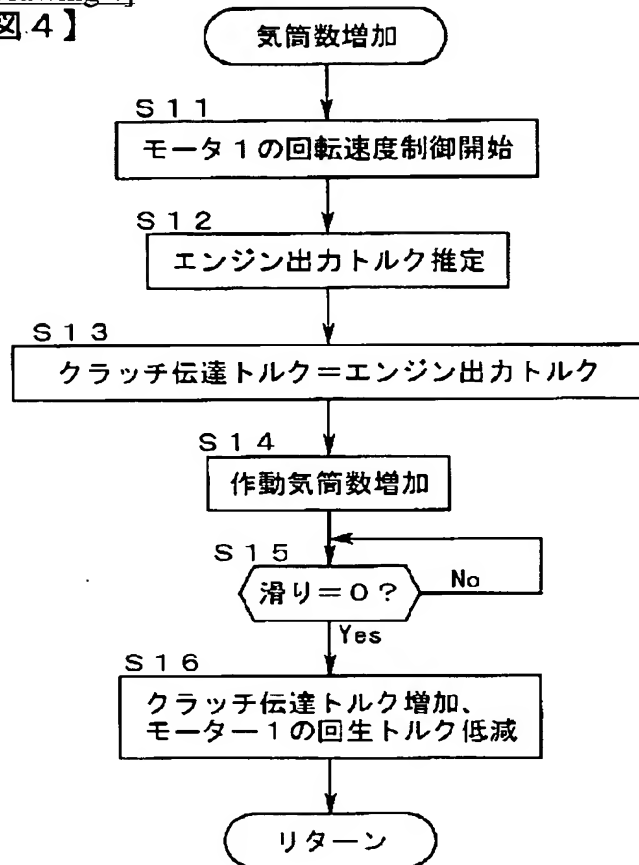 【図.4】
気筒数増加
S11
モータ1の回転速度制御開始
S12
エンジン出力トルク推定
S13
クラッチ伝達トルク＝エンジン出力トルク
S14
作動気筒数増加
S15
滑り＝0？
No
Yes
S16
クラッチ伝達トルク増加、
モーター1の回生トルク低減
リターン